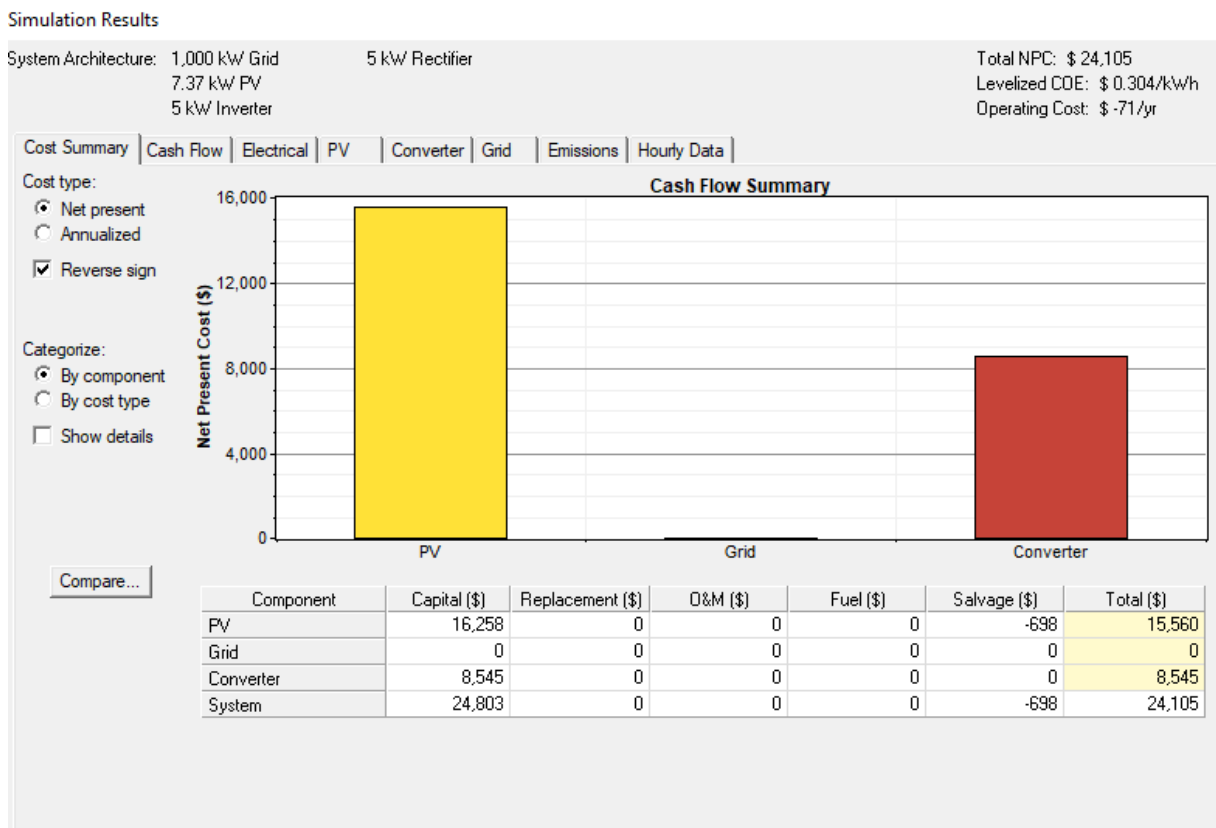 Simulation Results
System Architecture: 1,000 kW Grid 5 kW Rectifier
7.37 kW PV
5 kW Inverter
Total NPC: $ 24,105
Levelized COE: $ 0.304/kWh
Operating Cost: $ -71/yr
Cost Summary Cash Flow Electrical PV Converter Grid Emissions Hourly Data
Cost type:
Net present
Annualized
Reverse sign
Categorize:
By component
By cost type
Show details
Compare...
Cash Flow Summary
Net Present Cost ($)
16,000
12,000
8,000
4,000
0
PV Grid Converter
Component Capital ($) Replacement ($) O&M ($) Fuel ($) Salvage ($) Total ($)
PV 16,258 0 0 0 -698 15,560
Grid 0 0 0 0 0 0
Converter 8,545 0 0 0 0 8,545
System 24,803 0 0 0 -698 24,105